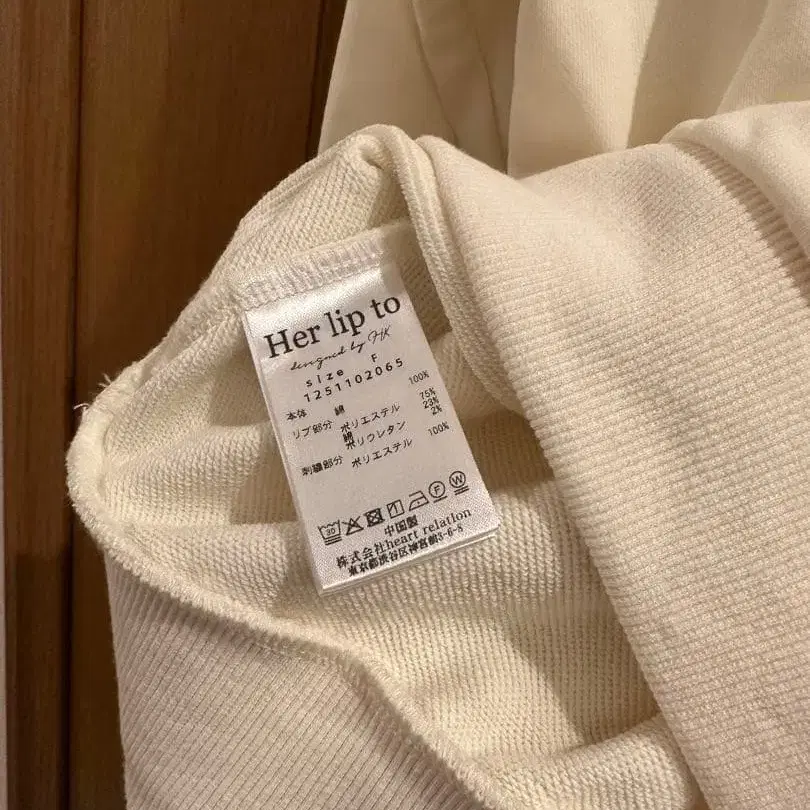 Her lip to
designed by HK
size F
1251102065
本体 綿 100%
リブ部分 ポリエステル 75%
綿 23%
ポリウレタン 2%
刺繍部分 ポリエステル 100%
30 F W
中国製
株式会社heart relation
東京都渋谷区神宮前3-6-8